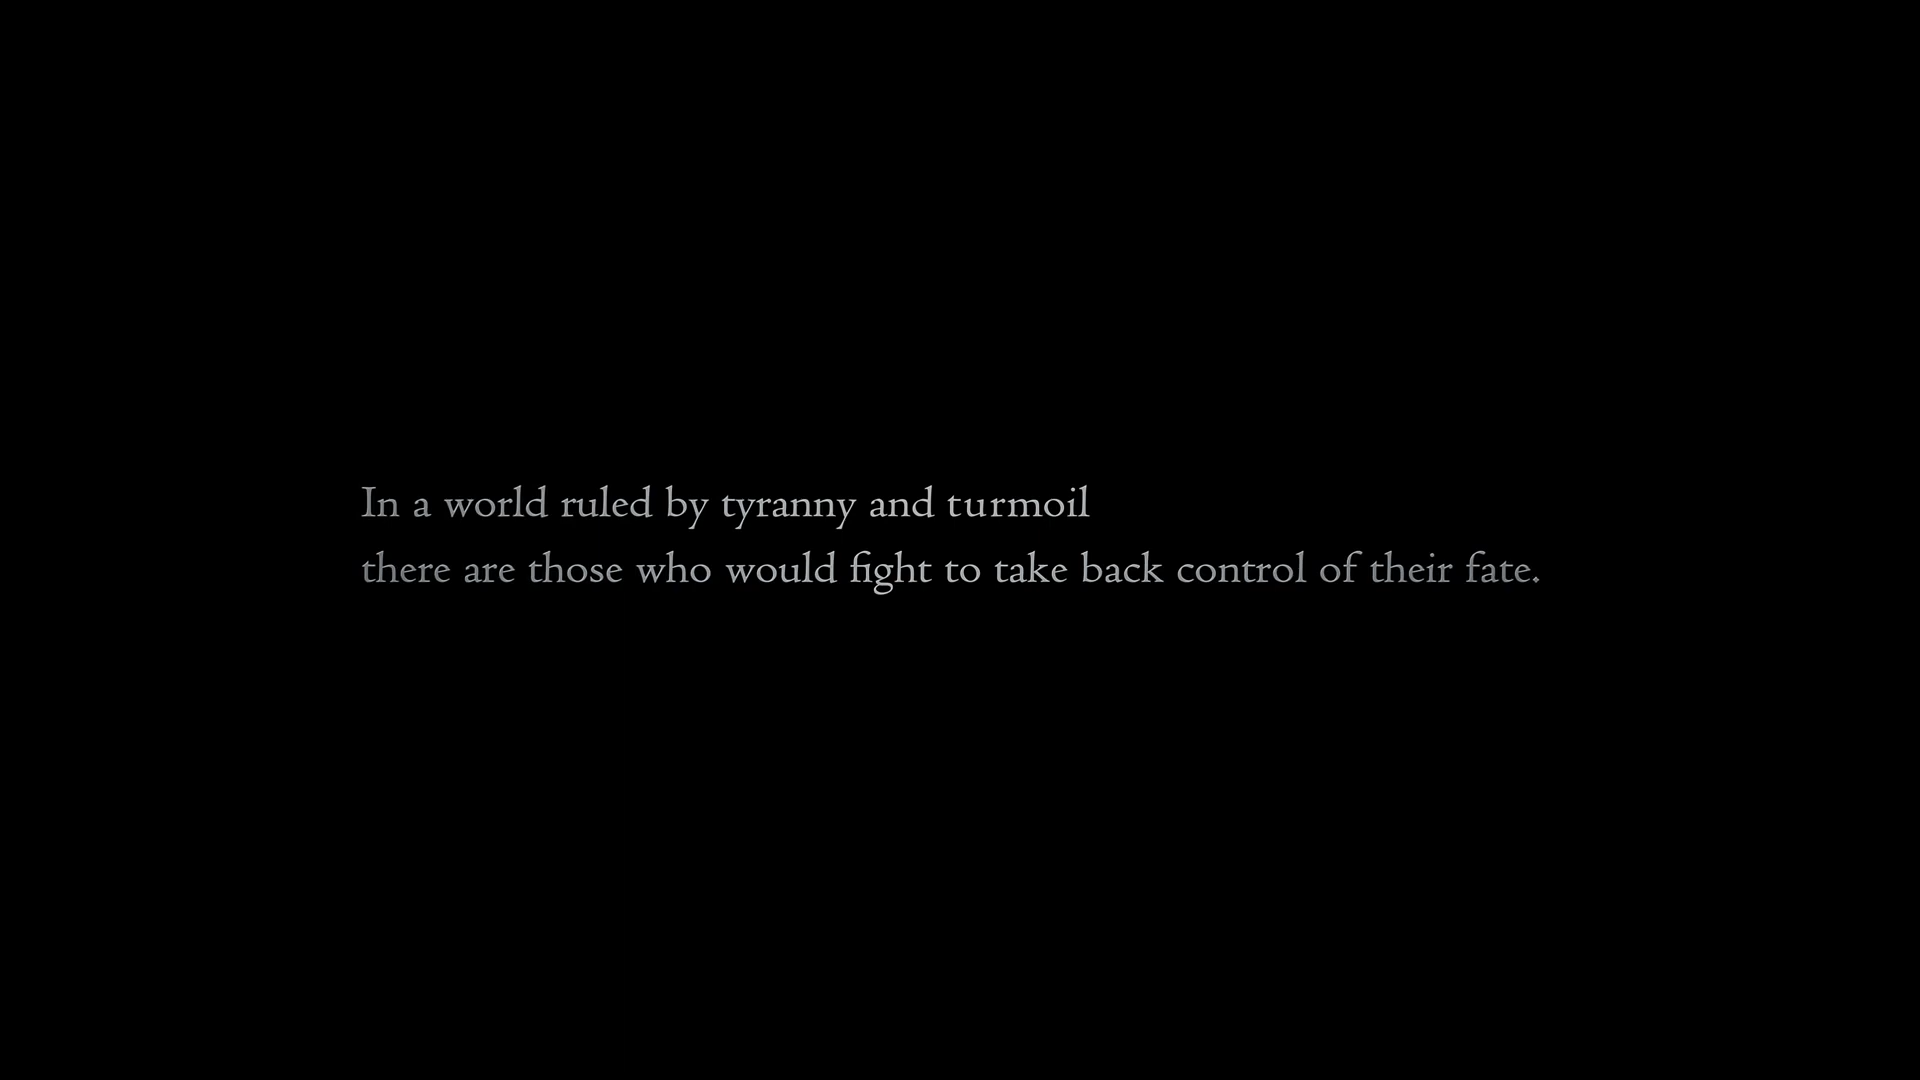 In a world ruled by tyranny and turmoil
there are those who would fight to take back control of their fate.